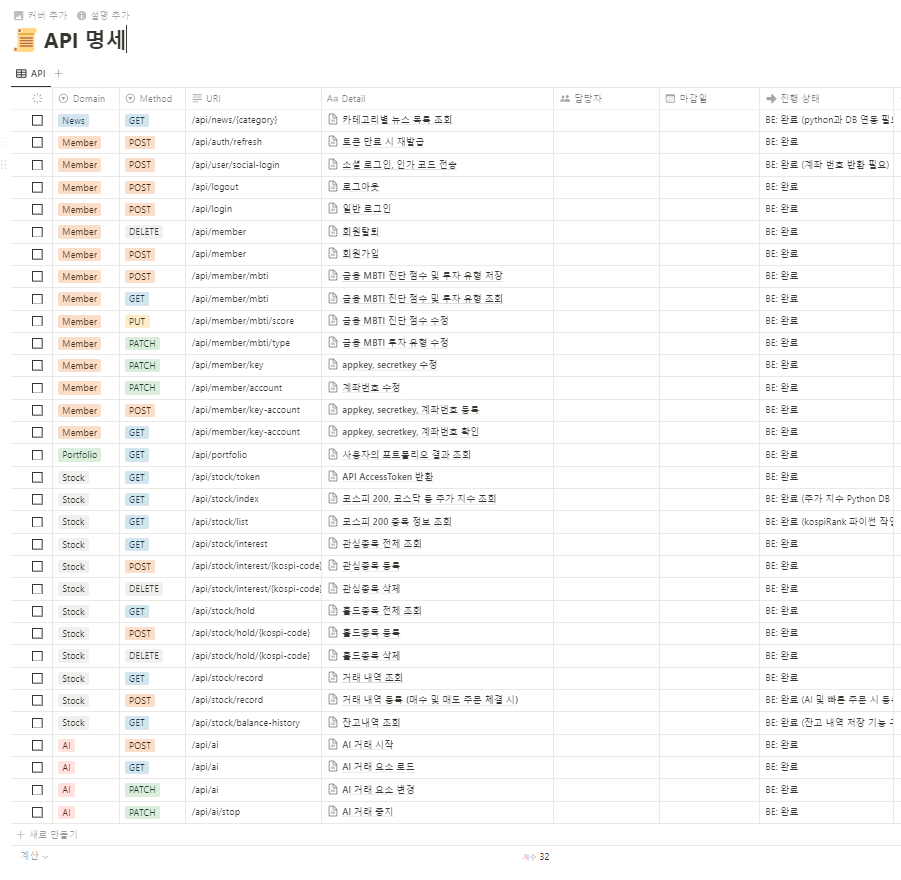 커버 추가 설명 추가
API 명세
API
Domain Method URI Aa Detail 담당자 마감일 진행 상태
News GET /api/news/{category} 카테고리별 뉴스 목록 조회 BE: 완료 (python과 DB 연동 필
Member POST /api/auth/refresh 토큰 만료 시 재발급 BE: 완료
Member POST /api/user/social-login 소셜 로그인, 인가 코드 전송 BE: 완료 (계좌 번호 반환 필요)
Member POST /api/logout 로그아웃 BE: 완료
Member POST /api/login 일반 로그인 BE: 완료
Member DELETE /api/member 회원탈퇴 BE: 완료
Member POST /api/member 회원가입 BE: 완료
Member POST /api/member/mbti 금융 MBTI 진단 점수 및 투자 유형 저장 BE: 완료
Member GET /api/member/mbti 금융 MBTI 진단 점수 및 투자 유형 조회 BE: 완료
Member PUT /api/member/mbti/score 금융 MBTI 진단 점수 수정 BE: 완료
Member PATCH /api/member/mbti/type 금융 MBTI 투자 유형 수정 BE: 완료
Member PATCH /api/member/key appkey, secretkey 수정 BE: 완료
Member PATCH /api/member/account 계좌번호 수정 BE: 완료
Member POST /api/member/key-account appkey, secretkey, 계좌번호 등록 BE: 완료
Member GET /api/member/key-account appkey, secretkey, 계좌번호 확인 BE: 완료
Portfolio GET /api/portfolio 사용자의 포트폴리오 결과 조회 BE: 완료
Stock GET /api/stock/token API AccessToken 반환 BE: 완료
Stock GET /api/stock/index 코스피 200, 코스닥 등 주가 지수 조회 BE: 완료 (주가 지수 Python DB
Stock GET /api/stock/list 코스피 200 종목 정보 조회 BE: 완료 (kospiRank 파이썬 작업
Stock GET /api/stock/interest 관심종목 전체 조회 BE: 완료
Stock POST /api/stock/interest/{kospi-code} 관심종목 등록 BE: 완료
Stock DELETE /api/stock/interest/{kospi-code} 관심종목 삭제 BE: 완료
Stock GET /api/stock/hold 홀드종목 전체 조회 BE: 완료
Stock POST /api/stock/hold/{kospi-code} 홀드종목 등록 BE: 완료
Stock DELETE /api/stock/hold/{kospi-code} 홀드종목 삭제 BE: 완료
Stock GET /api/stock/record 거래 내역 조회 BE: 완료
Stock POST /api/stock/record 거래 내역 등록 (매수 및 매도 주문 체결 시) BE: 완료 (AI 및 빠른 주문 시 등
Stock GET /api/stock/balance-history 잔고내역 조회 BE: 완료 (잔고 내역 저장 기능
AI POST /api/ai AI 거래 시작 BE: 완료
AI GET /api/ai AI 거래 요소 로드 BE: 완료
AI PATCH /api/ai AI 거래 요소 변경 BE: 완료
AI PATCH /api/ai/stop AI 거래 중지 BE: 완료
새로 만들기
계산 개수 32